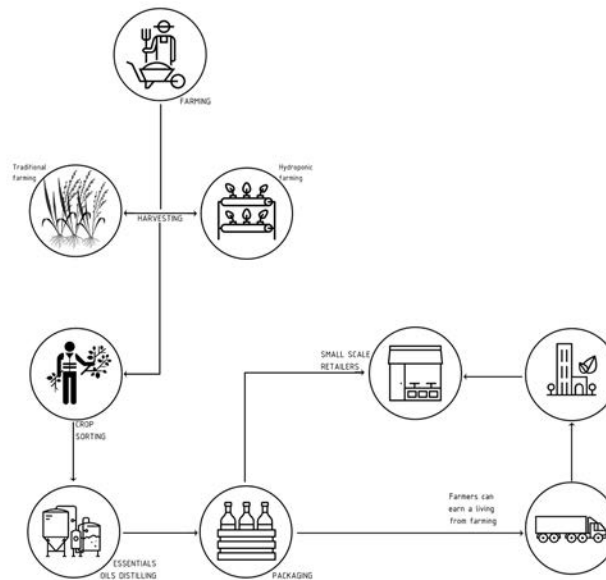 FARMING
Traditional
farming
Hydroponic
farming
HARVESTING
SMALL SCALE
RETAILERS
CROP
SORTING
Farmers can
earn a living
from farming
ESSENTIALS
OILS DISTILLING
PACKAGING